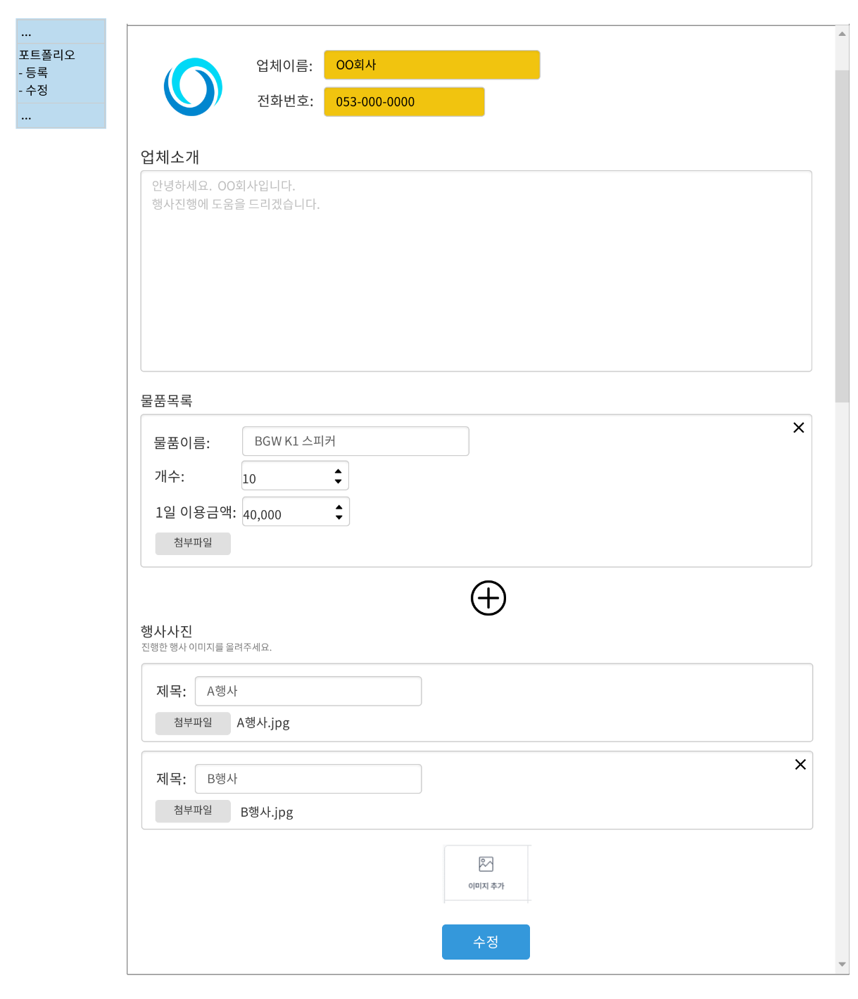 ...
포트폴리오
- 등록
- 수정
...
업체이름: OO회사
전화번호: 053-000-0000
업체소개
안녕하세요. OO회사입니다.
행사진행에 도움을 드리겠습니다.
물품목록
물품이름: BGW K1 스피커
개수: 10
1일 이용금액: 40,000
첨부파일
행사사진
진행한 행사 이미지를 올려주세요.
제목: A행사
첨부파일 A행사.jpg
제목: B행사
첨부파일 B행사.jpg
이미지 추가
수정